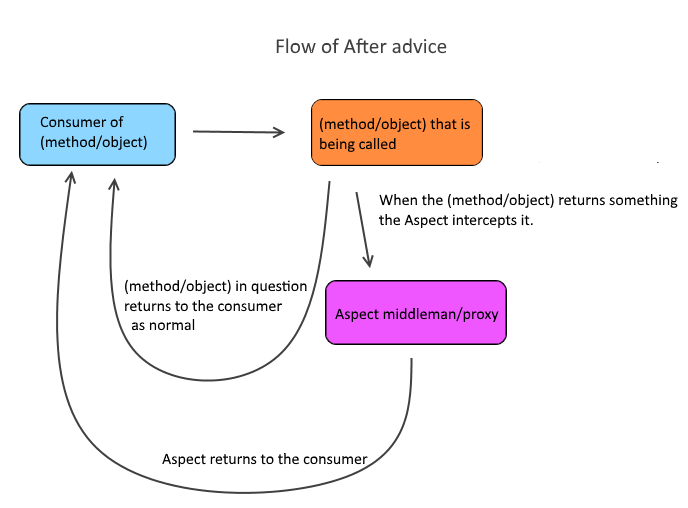 Flow of After advice
Consumer of
(method/object)
(method/object) that is
being called
When the (method/object) returns something
the Aspect intercepts it.
(method/object) in question
returns to the consumer
as normal
Aspect middleman/proxy
Aspect returns to the consumer